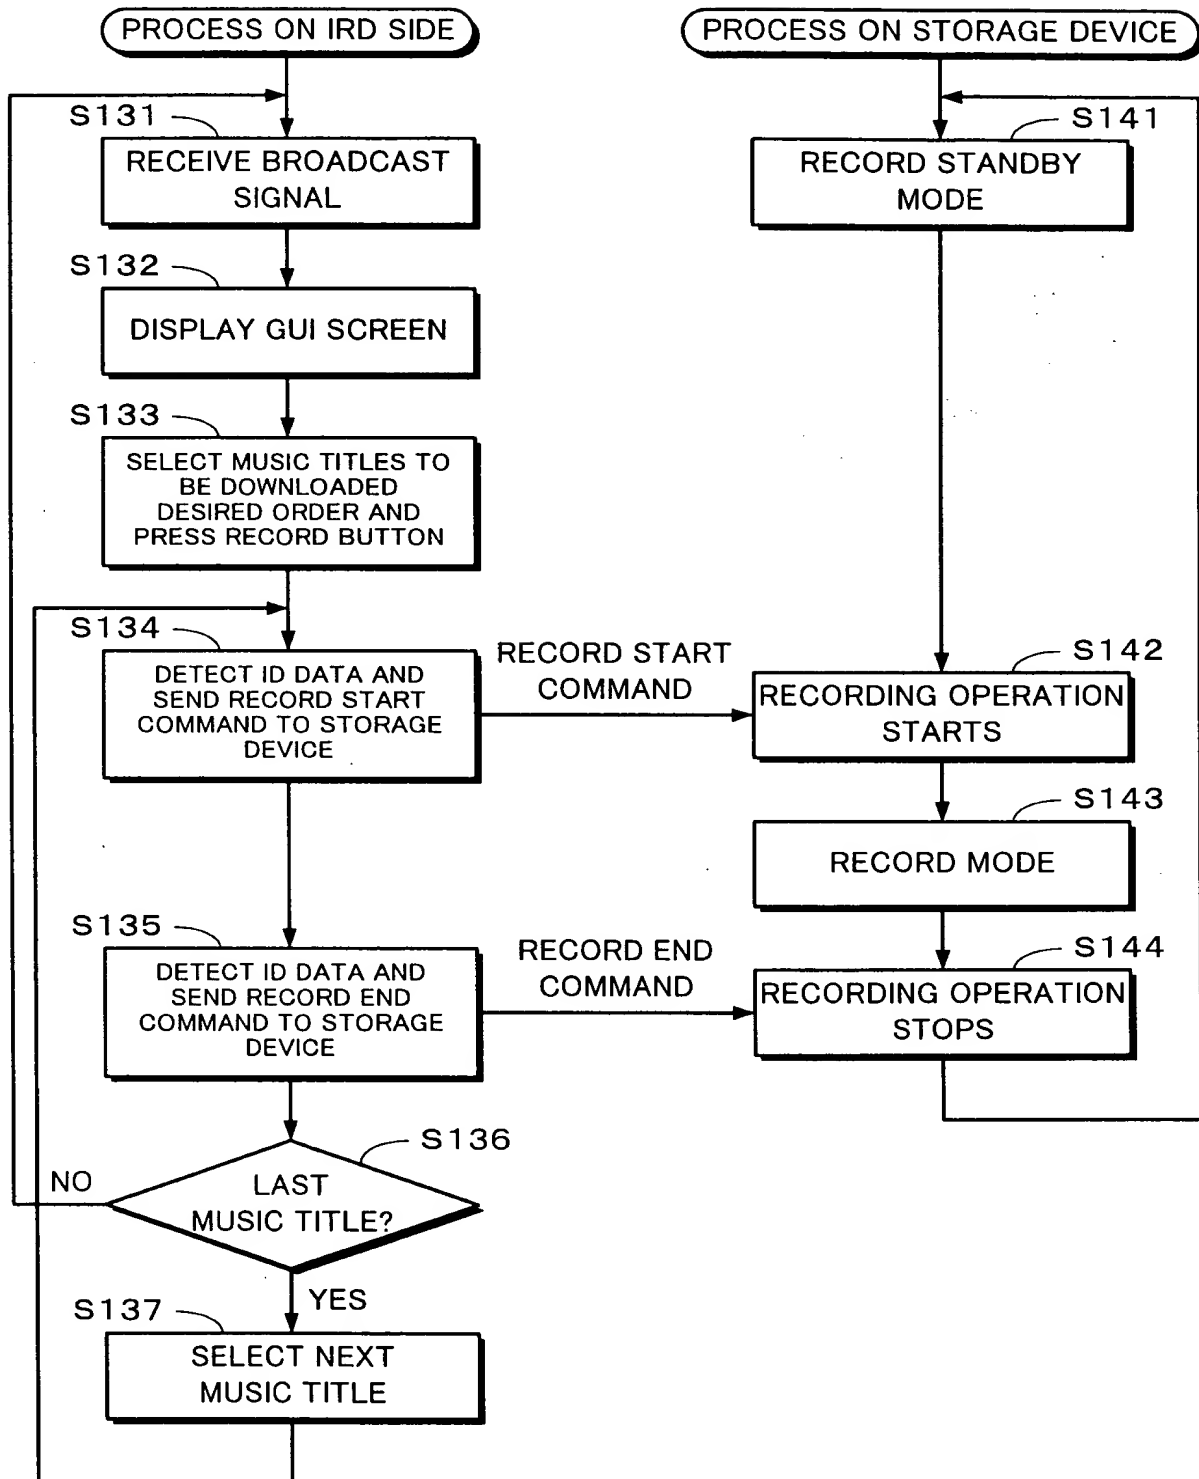 PROCESS ON IRD SIDE
S131
RECEIVE BROADCAST
SIGNAL
S132
DISPLAY GUI SCREEN
S133
SELECT MUSIC TITLES TO
BE DOWNLOADED
DESIRED ORDER AND
PRESS RECORD BUTTON
S134
DETECT ID DATA AND
SEND RECORD START
COMMAND TO STORAGE
DEVICE
RECORD START
COMMAND
S135
DETECT ID DATA AND
SEND RECORD END
COMMAND TO STORAGE
DEVICE
RECORD END
COMMAND
S136
LAST
MUSIC TITLE?
NO
YES
S137
SELECT NEXT
MUSIC TITLE
PROCESS ON STORAGE DEVICE
S141
RECORD STANDBY
MODE
S142
RECORDING OPERATION
STARTS
S143
RECORD MODE
S144
RECORDING OPERATION
STOPS